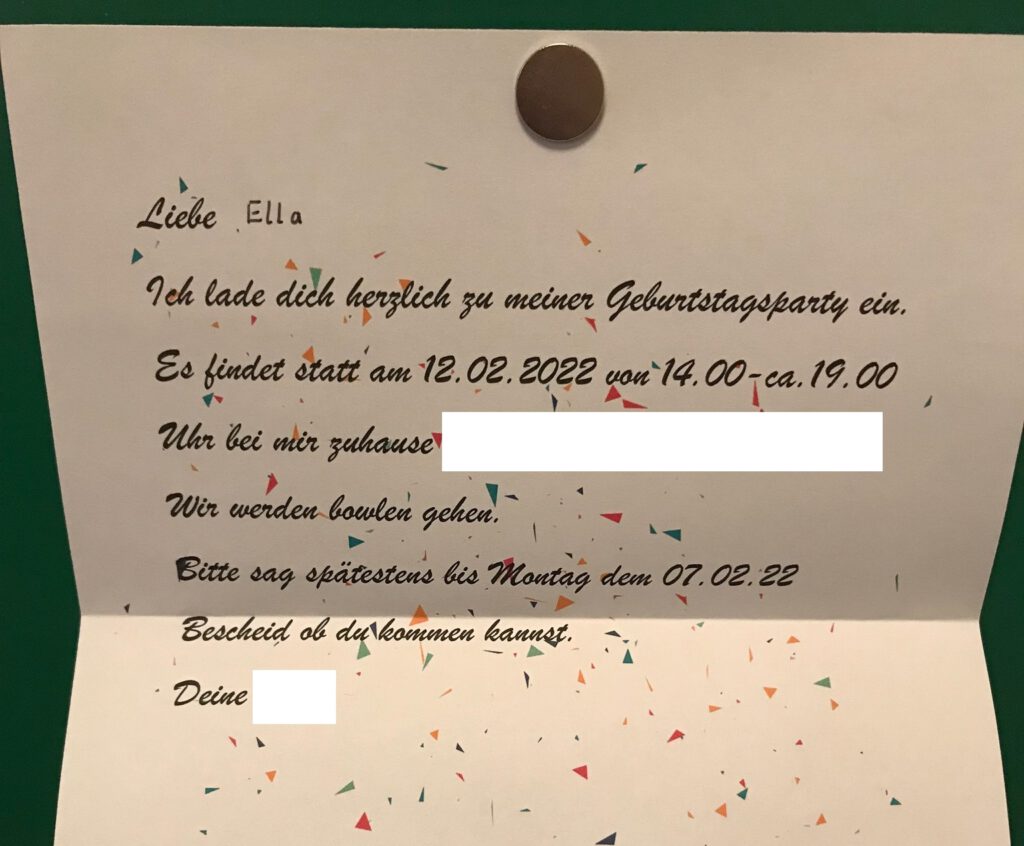 Liebe Ella
Ich lade dich herzlich zu meiner Geburtstagsparty ein.
Es findet statt am 12.02.2022 von 14.00-ca.19.00
Uhr bei mir zuhause
Wir werden bowlen gehen.
Bitte sag spätestens bis Montag dem 07.02.22
Bescheid ob du kommen kannst.
Deine